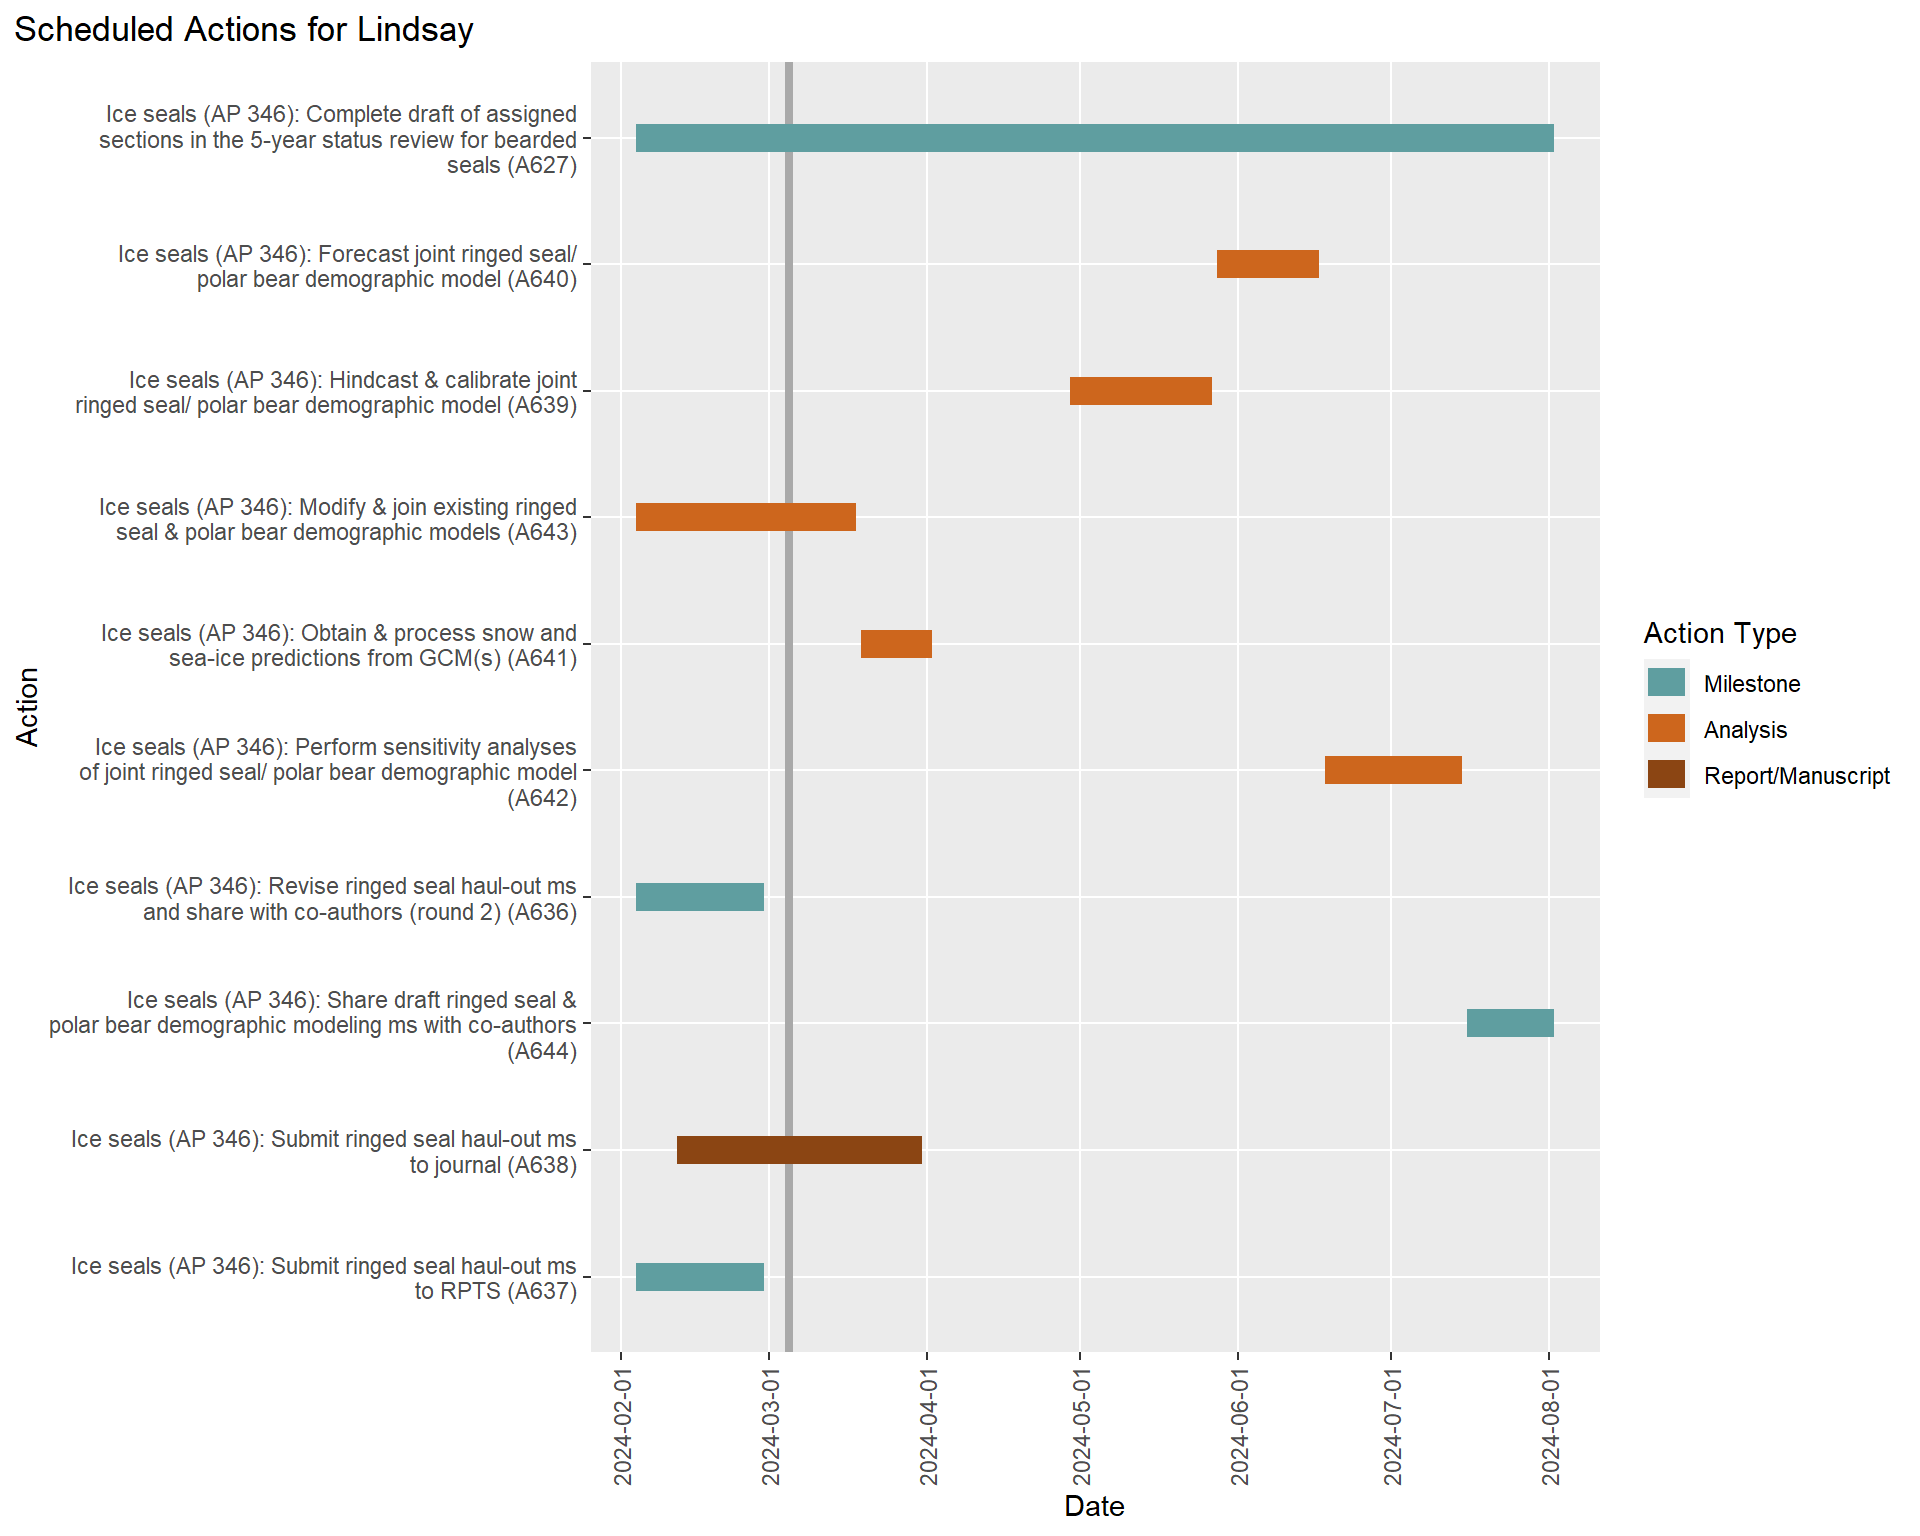 Scheduled Actions for Lindsay
Ice seals (AP 346): Complete draft of assigned
sections in the 5-year status review for bearded
seals (A627)
Ice seals (AP 346): Forecast joint ringed seal/
polar bear demographic model (A640)
Ice seals (AP 346): Hindcast & calibrate joint
ringed seal/ polar bear demographic model (A639)
Ice seals (AP 346): Modify & join existing ringed
seal & polar bear demographic models (A643)
Ice seals (AP 346): Obtain & process snow and
sea-ice predictions from GCM(s) (A641)
Ice seals (AP 346): Perform sensitivity analyses
of joint ringed seal/ polar bear demographic model
(A642)
Ice seals (AP 346): Revise ringed seal haul-out ms
and share with co-authors (round 2) (A636)
Ice seals (AP 346): Share draft ringed seal &
polar bear demographic modeling ms with co-authors
(A644)
Ice seals (AP 346): Submit ringed seal haul-out ms
to journal (A638)
Ice seals (AP 346): Submit ringed seal haul-out ms
to RPTS (A637)
Action
2024-02-01
2024-03-01
2024-04-01
2024-05-01
2024-06-01
2024-07-01
2024-08-01
Date
Action Type
Milestone
Analysis
Report/Manuscript